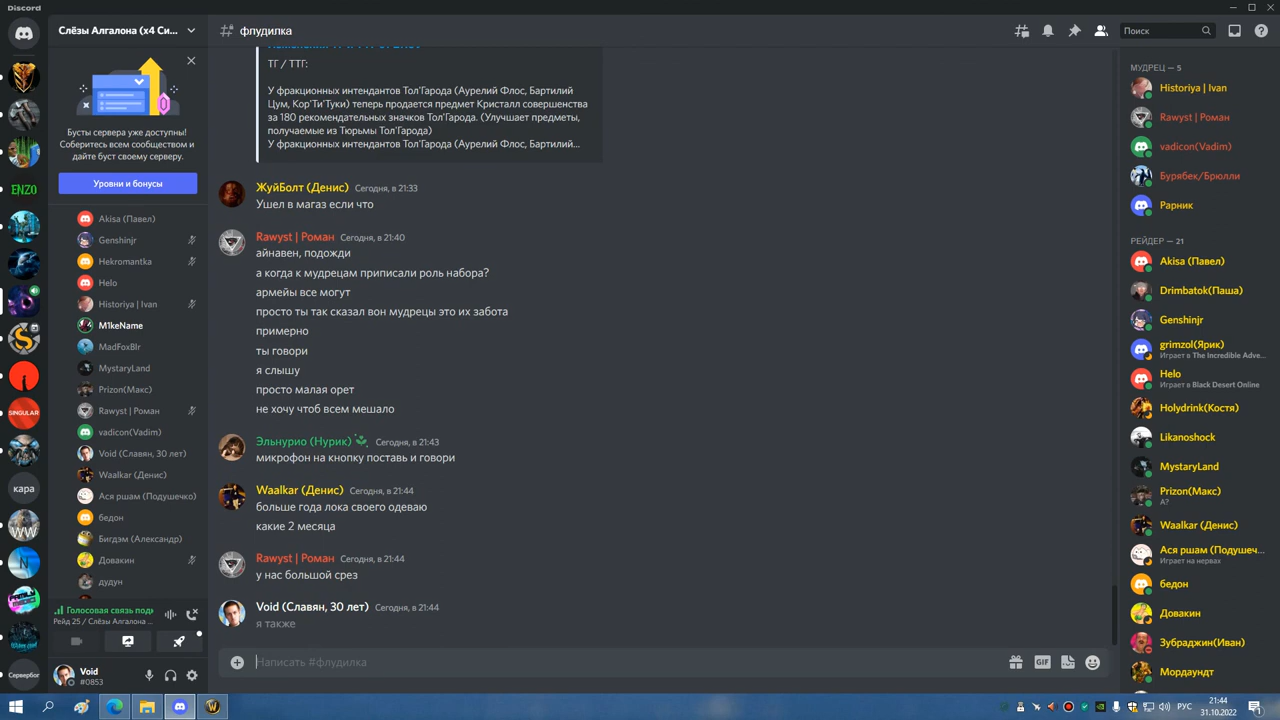 Discord
Слёзы Алгалона (x4 Си...
флудилка
Поиск
Бусты сервера уже доступны!
Соберитесь всем сообществом и
дайте буст своему серверу.
Уровни и бонусы
ENZO
SINGULAR
кара
WW
Сервербог
Akisa (Павел)
Genshinjr
Hekromantka
Helo
Historiya | Ivan
M1keName
MadFoxBlr
MystaryLand
Prizon(Макс)
Rawyst | Роман
vadicon(Vadim)
Void (Славян, 30 лет)
Waalkar (Денис)
Ася ршам (Подушечко)
бедон
Бигдэм (Александр)
Довакин
дудун
Голосовая связь подк
Рейд 25 / Слёзы Алгалона ...
Void
#0853
ТГ / ТТГ:
У фракционных интендантов Тол'Гарода (Аурелий Флос, Бартилий
Цум, Кор'Ти'Туки) теперь продается предмет Кристалл совершенства
за 180 рекомендательных значков Тол'Гарода. (Улучшает предметы,
получаемые из Тюрьмы Тол'Гарода)
У фракционных интендантов Тол'Гарода (Аурелий Флос, Бартилий...
ЖуйБолт (Денис) Сегодня, в 21:33
Ушел в магаз если что
Rawyst | Роман Сегодня, в 21:40
айнавен, подожди
а когда к мудрецам приписали роль набора?
армейы все могут
просто ты так сказал вон мудрецы это их забота
примерно
ты говори
я слышу
просто малая орет
не хочу чтоб всем мешало
Эльнурио (Нурик) Сегодня, в 21:43
микрофон на кнопку поставь и говори
Waalkar (Денис) Сегодня, в 21:44
больше года лока своего одеваю
какие 2 месяца
Rawyst | Роман Сегодня, в 21:44
у нас большой срез
Void (Славян, 30 лет) Сегодня, в 21:44
я также
Написать #флудилка
GIF
МУДРЕЦ — 5
Historiya | Ivan
Rawyst | Роман
vadicon(Vadim)
Бурябек/Брюлли
Рарник
РЕЙДЕР — 21
Akisa (Павел)
Drimbatok(Паша)
Genshinjr
grimzol(Ярик)
Играет в The Incredible Adve...
Helo
Играет в Black Desert Online
Holydrink(Костя)
Likanoshock
MystaryLand
Prizon(Макс)
A?
Waalkar (Денис)
Ася ршам (Подушеч...
Играет на нервах
бедон
Довакин
Зубраджин(Иван)
Мордаундт
РУС
21:44
31.10.2022
1